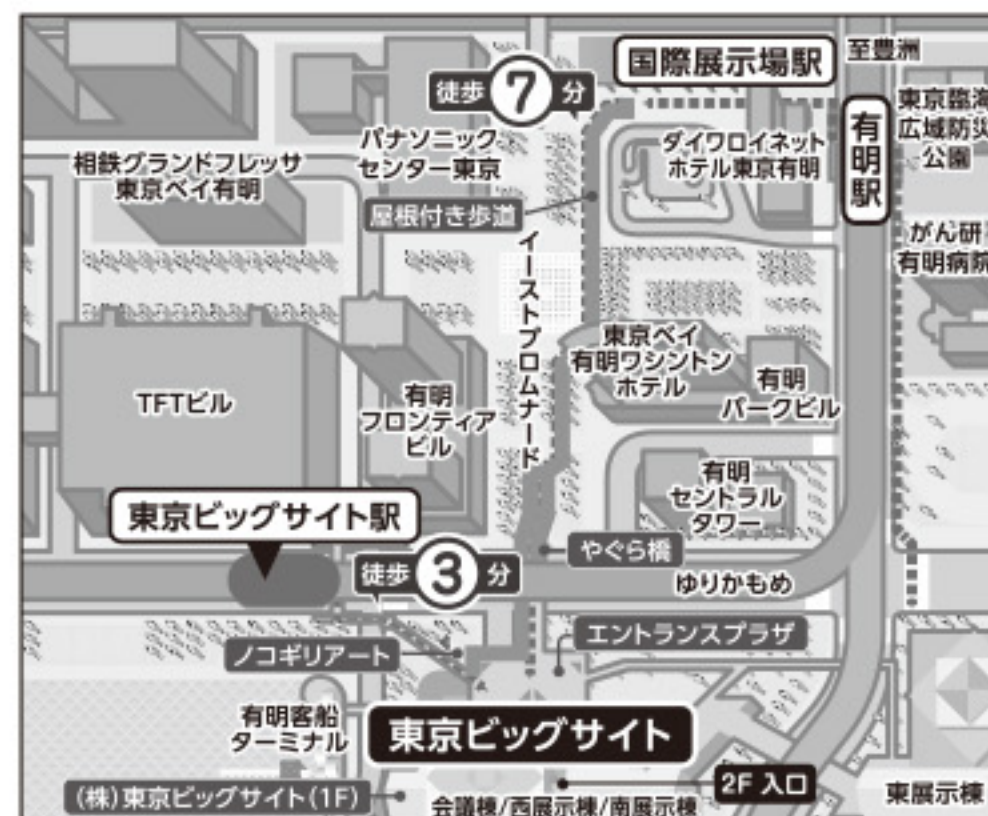 国際展示場駅
至豊洲
徒歩7分
パナソニック
センター東京
相鉄グランドフレッサ
東京ベイ有明
ダイワロイネット
ホテル東京有明
有明駅
東京臨海
広域防災
公園
屋根付き歩道
イーストプロムナード
がん研
有明病院
東京ベイ
有明ワシントン
ホテル
有明
パークビル
TFTビル
有明
フロンティア
ビル
有明
セントラル
タワー
東京ビッグサイト駅
徒歩3分
やぐら橋
ゆりかもめ
ノコギリアート
エントランスプラザ
有明客船
ターミナル
東京ビッグサイト
2F 入口
(株)東京ビッグサイト(1F)
会議棟/西展示棟/南展示棟
東展示棟